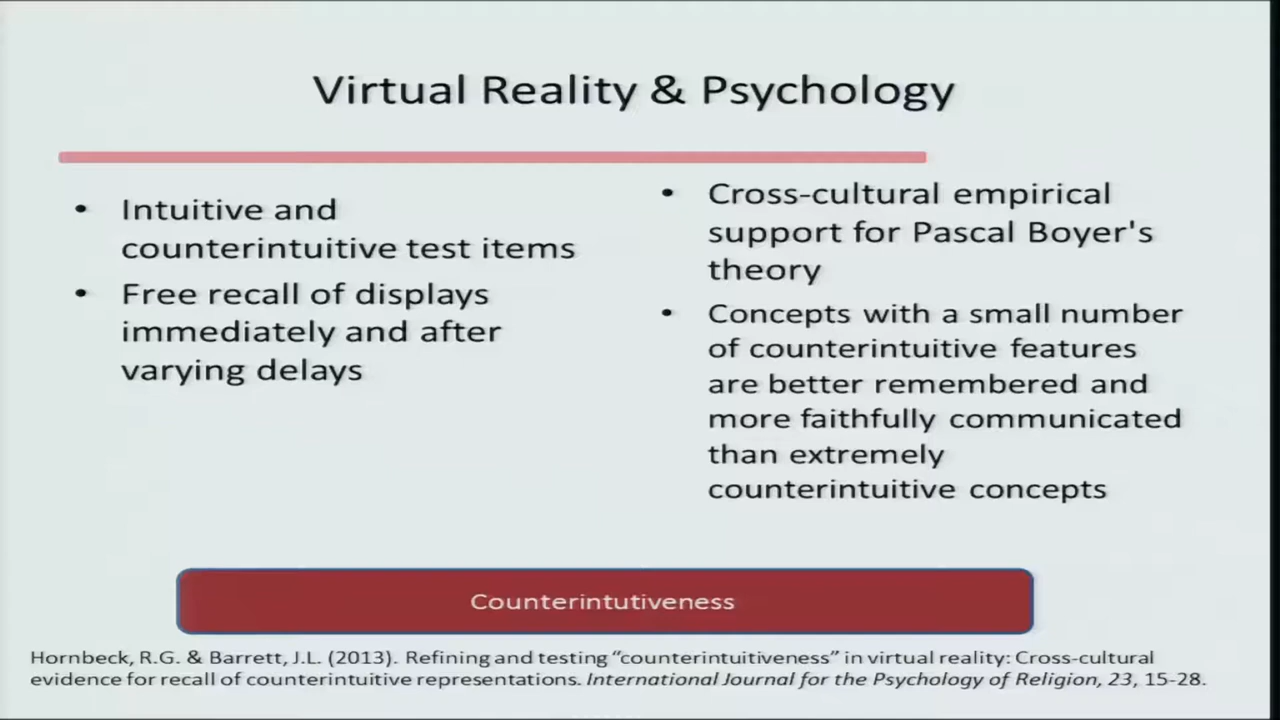 Virtual Reality & Psychology
• Intuitive and
counterintuitive test items
• Free recall of displays
immediately and after
varying delays
• Cross-cultural empirical
support for Pascal Boyer's
theory
• Concepts with a small number
of counterintuitive features
are better remembered and
more faithfully communicated
than extremely
counterintuitive concepts
Counterintutiveness
Hornbeck, R.G. & Barrett, J.L. (2013). Refining and testing “counterintuitiveness” in virtual reality: Cross-cultural
evidence for recall of counterintuitive representations. International Journal for the Psychology of Religion, 23, 15-28.